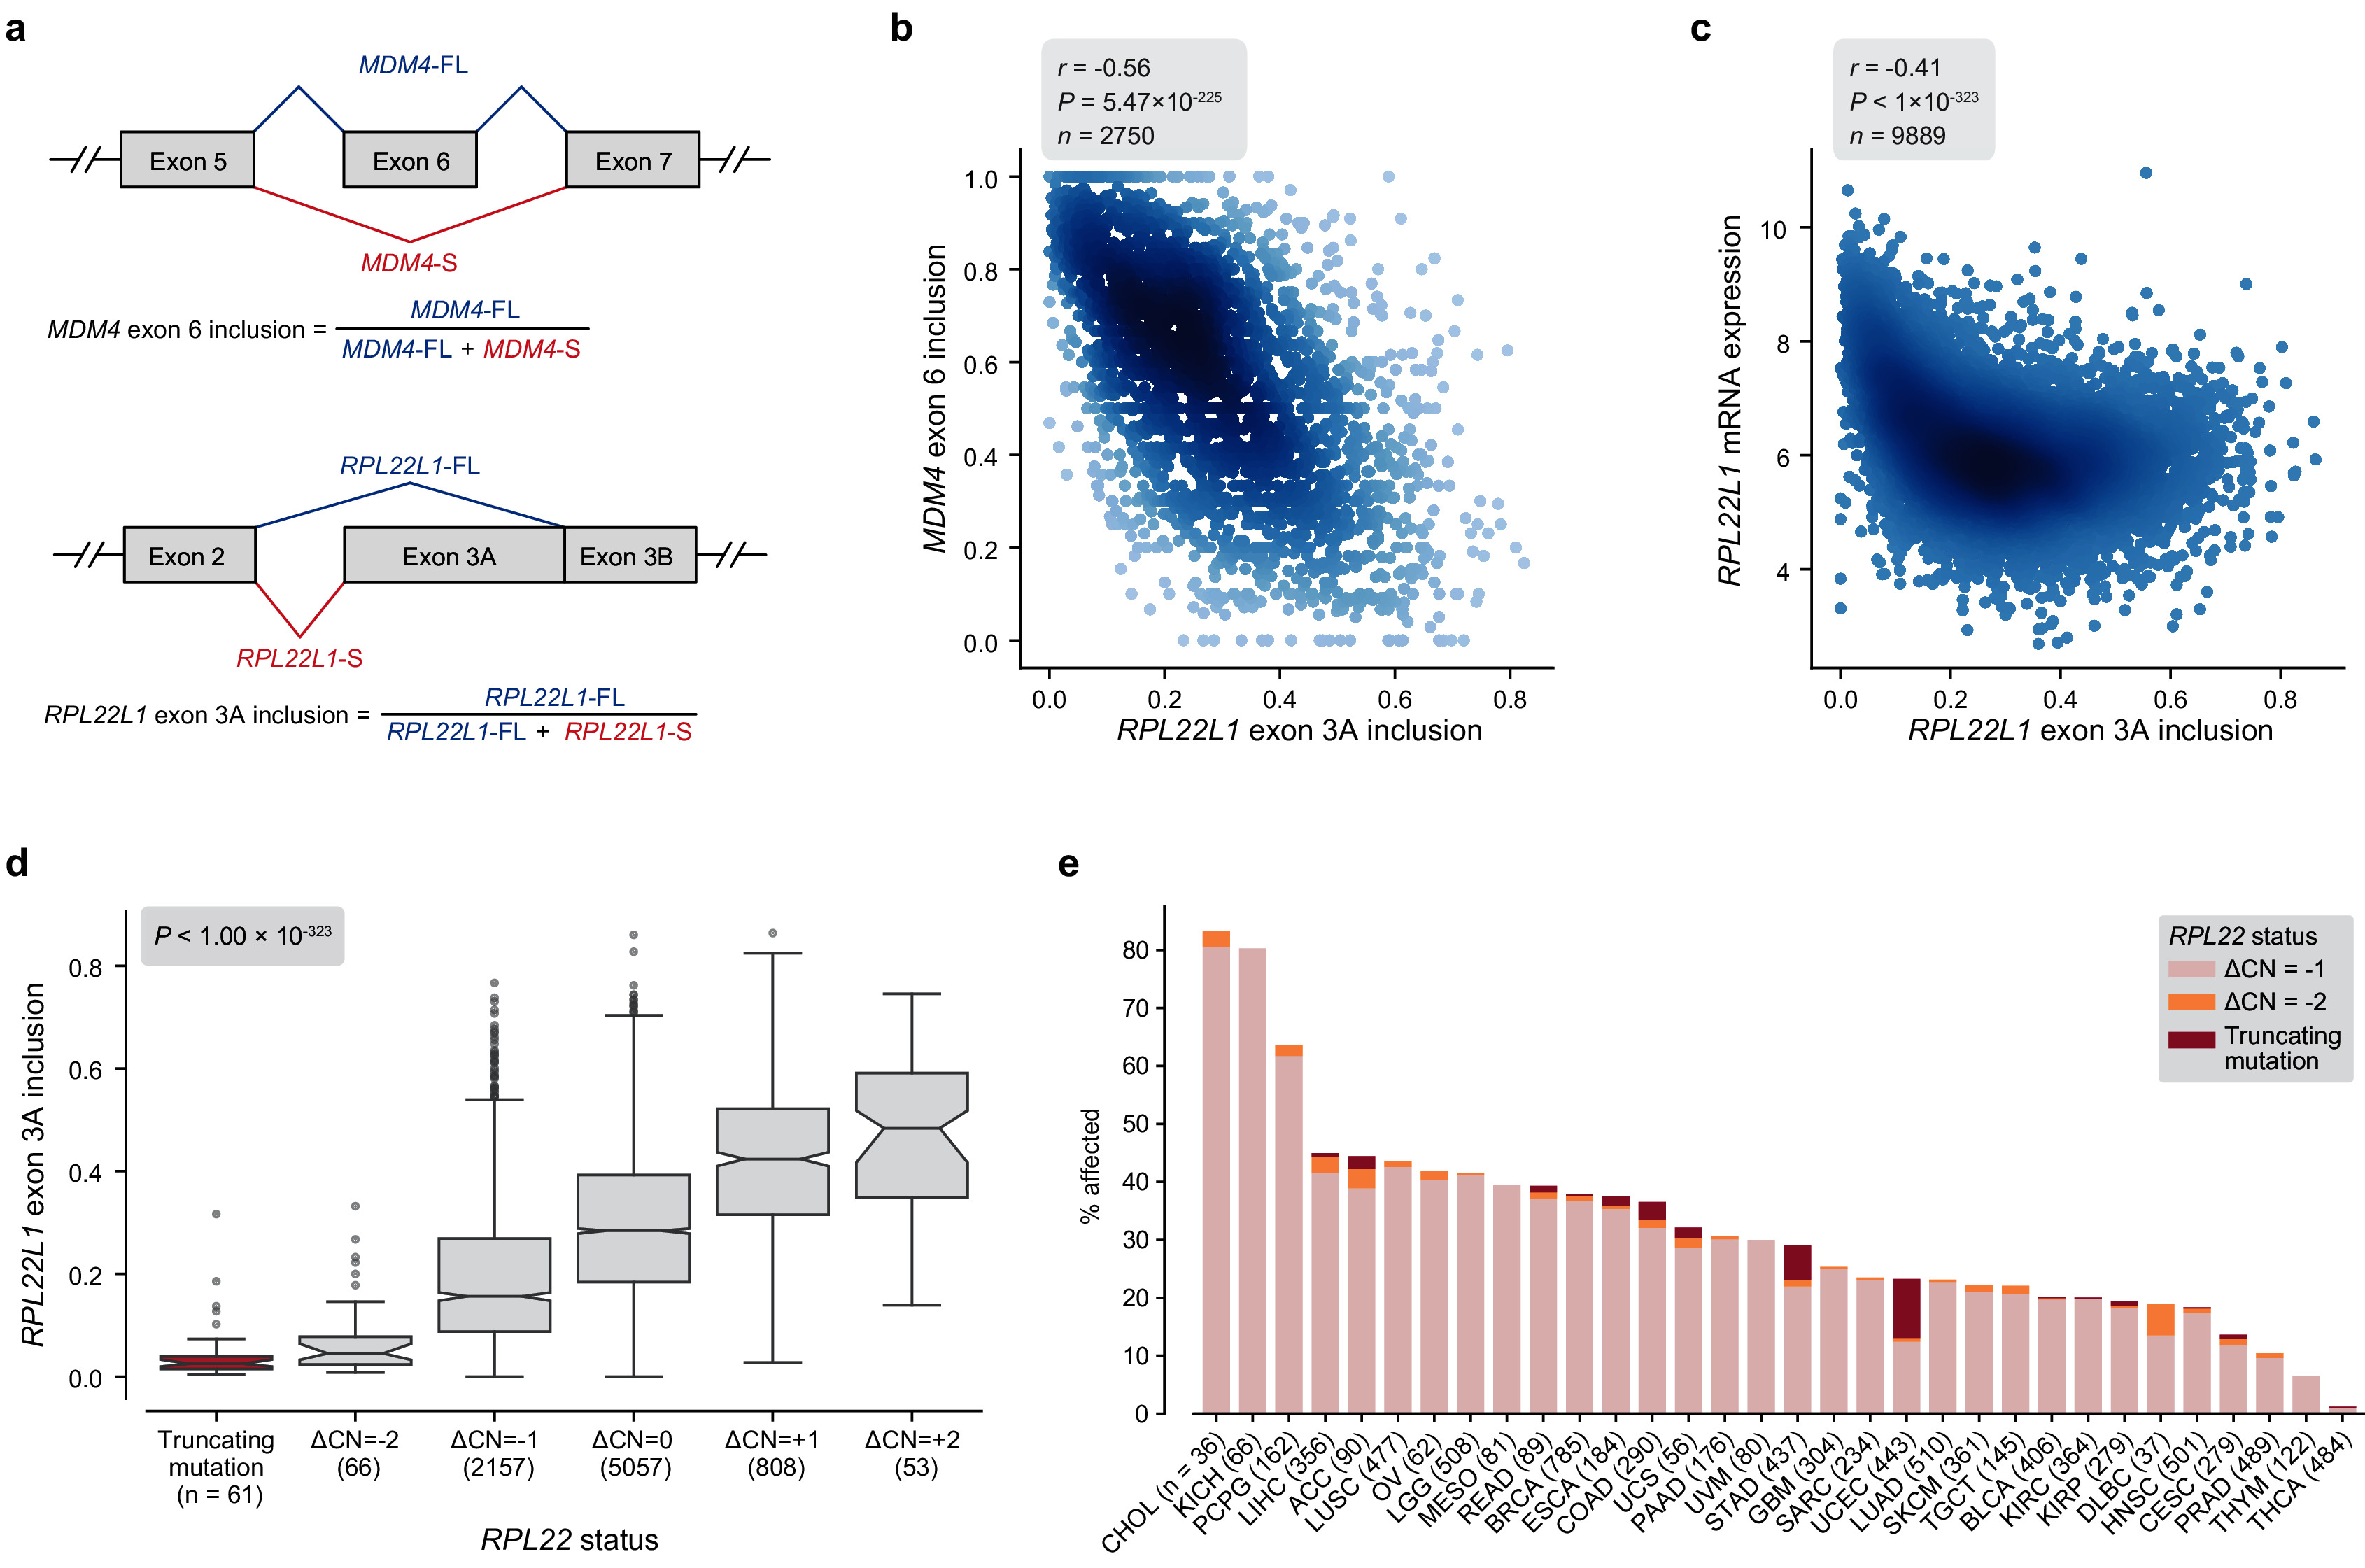 a
MDM4-FL
Exon 5
Exon 6
Exon 7
MDM4-S
MDM4 exon 6 inclusion =
MDM4-FL
MDM4-FL + MDM4-S
RPL22L1-FL
Exon 2
Exon 3A
Exon 3B
RPL22L1-S
RPL22L1 exon 3A inclusion =
RPL22L1-FL
RPL22L1-FL + RPL22L1-S
b
r = -0.56
P = 5.47×10-225
n = 2750
MDM4 exon 6 inclusion
1.0
0.8
0.6
0.4
0.2
0.0
0.0 0.2 0.4 0.6 0.8
RPL22L1 exon 3A inclusion
c
r = -0.41
P < 1×10-323
n = 9889
RPL22L1 mRNA expression
10
8
6
4
0.0 0.2 0.4 0.6 0.8
RPL22L1 exon 3A inclusion
d
P < 1.00 × 10-323
RPL22L1 exon 3A inclusion
0.8
0.6
0.4
0.2
0.0
Truncating
mutation
(n = 61)
ΔCN=-2
(66)
ΔCN=-1
(2157)
ΔCN=0
(5057)
ΔCN=+1
(808)
ΔCN=+2
(53)
RPL22 status
e
% affected
80
70
60
50
40
30
20
10
0
RPL22 status
ΔCN = -1
ΔCN = -2
Truncating
mutation
CHOL (n = 36)
KICH (66)
PCPG (162)
LIHC (356)
ACC (90)
LUSC (477)
OV (62)
LGG (508)
MESO (81)
READ (89)
BRCA (785)
ESCA (184)
COAD (290)
UCS (56)
PAAD (176)
UVM (80)
STAD (437)
GBM (304)
SARC (234)
UCEC (443)
LUAD (510)
SKCM (361)
TGCT (145)
BLCA (406)
KIRC (364)
KIRP (279)
DLBC (37)
HNSC (501)
CESC (279)
PRAD (489)
THYM (122)
THCA (484)